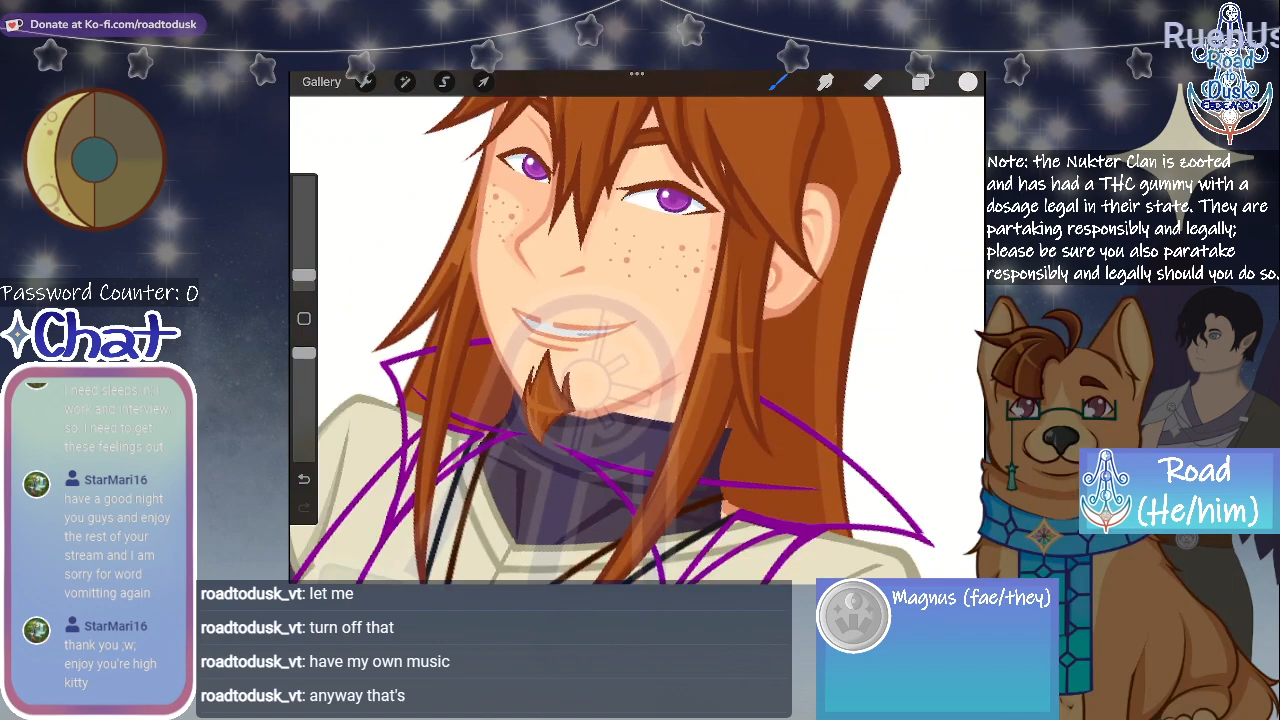 Donate at Ko-fi.com/roadtodusk
Gallery
Road
to
Dusk
Note: the Nukter Clan is zooted
and has had a THC gummy with a
dosage legal in their state. They are
partaking responsibly and legally;
please be sure you also paratake
responsibly and legally should you do so.
Password Counter: 0
Chat
I need sleeps n I
work and interview
so. I need to get
these feelings out
StarMari16
have a good night
you guys and enjoy
the rest of your
stream and I am
sorry for word
vomitting again
StarMari16
thank you ;w;
enjoy you're high
kitty
Road
(He/him)
Magnus (fae/they)
roadtodusk_vt: let me
roadtodusk_vt: turn off that
roadtodusk_vt: have my own music
roadtodusk_vt: anyway that's